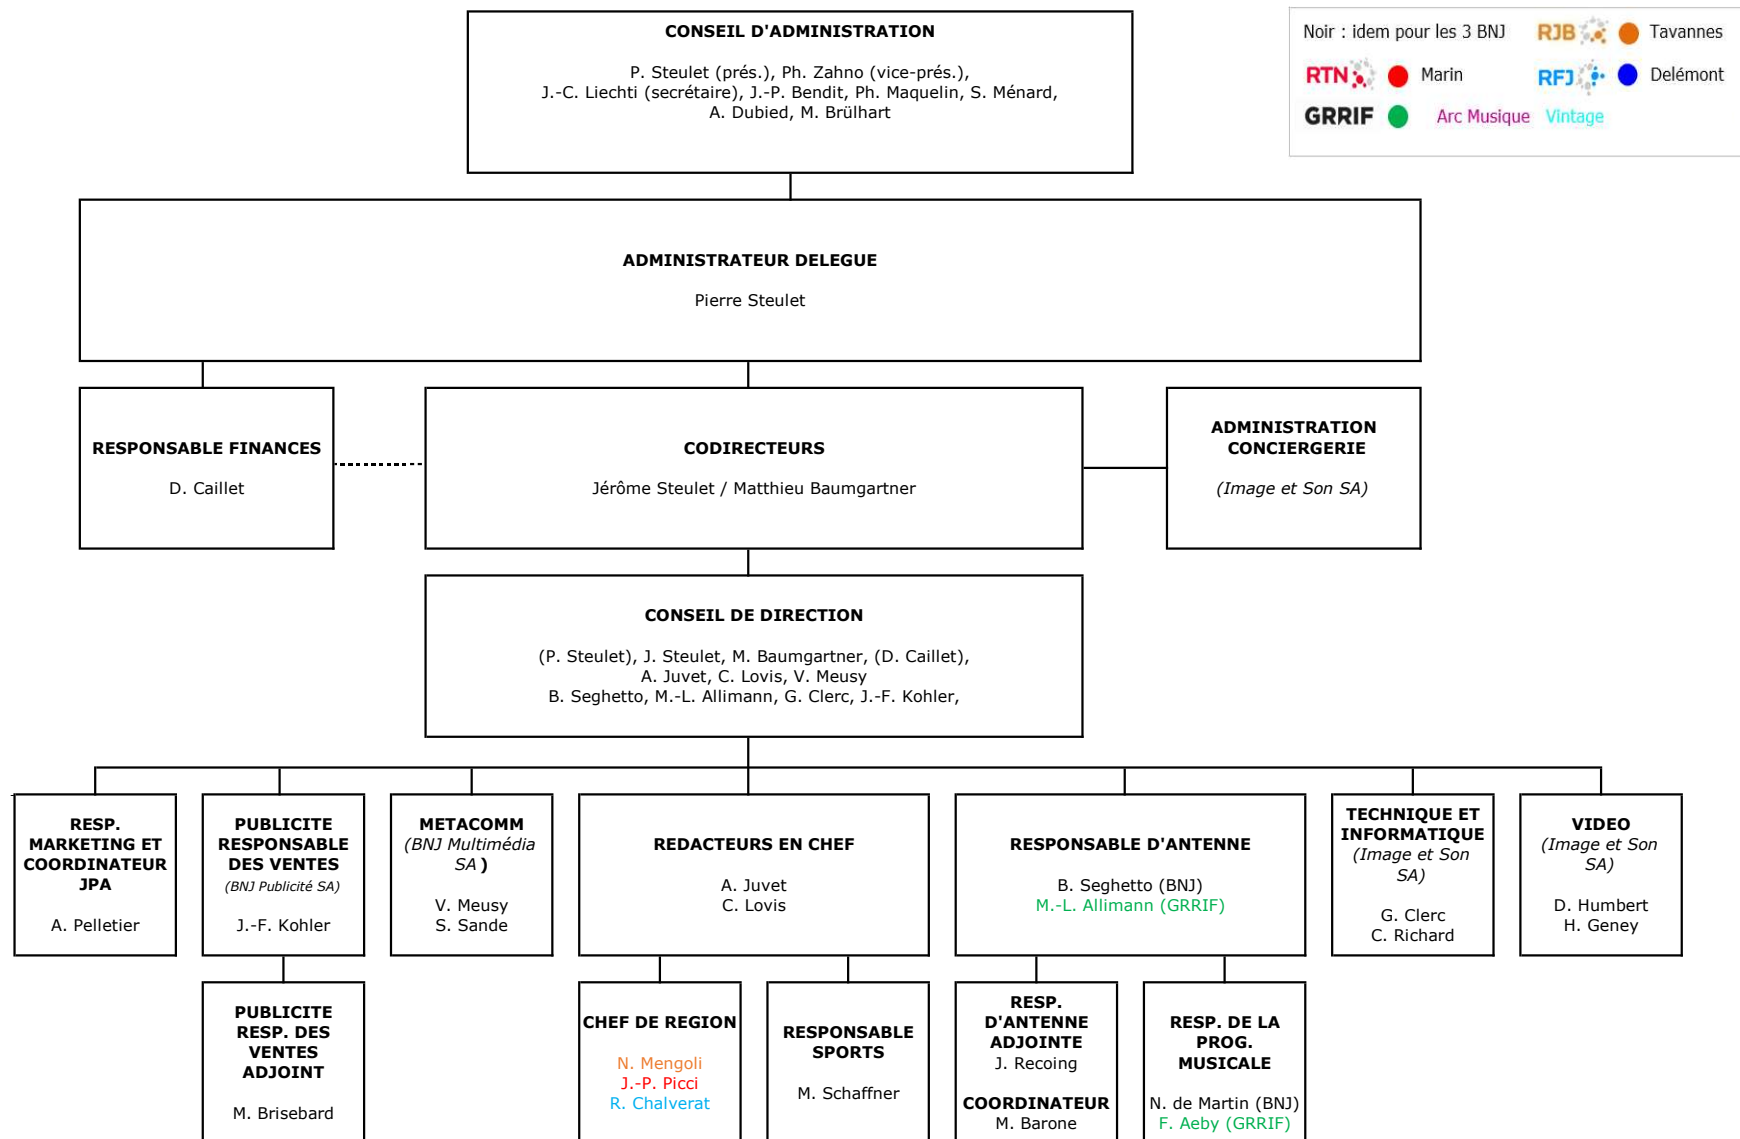 CONSEIL D'ADMINISTRATION
P. Steulet (prés.), Ph. Zahno (vice-prés.),
J.-C. Liechti (secrétaire), J.-P. Bendit, Ph. Maquelin, S. Ménard,
A. Dubied, M. Brülhart
Noir : idem pour les 3 BNJ
RJB
Tavannes
RTN
Marin
RFJ
Delémont
GRRIF
Arc Musique
Vintage
ADMINISTRATEUR DELEGUE
Pierre Steulet
RESPONSABLE FINANCES
D. Caillet
CODIRECTEURS
Jérôme Steulet / Matthieu Baumgartner
ADMINISTRATION
CONCIERGERIE
(Image et Son SA)
CONSEIL DE DIRECTION
(P. Steulet), J. Steulet, M. Baumgartner, (D. Caillet),
A. Juvet, C. Lovis, V. Meusy
B. Seghetto, M.-L. Allimann, G. Clerc, J.-F. Kohler,
RESP.
MARKETING ET
COORDINATEUR
JPA
A. Pelletier
PUBLICITE
RESPONSABLE
DES VENTES
(BNJ Publicité SA)
J.-F. Kohler
METACOMM
(BNJ Multimédia
SA )
V. Meusy
S. Sande
REDACTEURS EN CHEF
A. Juvet
C. Lovis
RESPONSABLE D'ANTENNE
B. Seghetto (BNJ)
M.-L. Allimann (GRRIF)
TECHNIQUE ET
INFORMATIQUE
(Image et Son
SA)
G. Clerc
C. Richard
VIDEO
(Image et Son
SA)
D. Humbert
H. Geney
PUBLICITE
RESP. DES
VENTES
ADJOINT
M. Brisebard
CHEF DE REGION
N. Mengoli
J.-P. Picci
R. Chalverat
RESPONSABLE
SPORTS
M. Schaffner
RESP.
D'ANTENNE
ADJOINTE
J. Recoing
COORDINATEUR
M. Barone
RESP. DE LA
PROG.
MUSICALE
N. de Martin (BNJ)
F. Aeby (GRRIF)